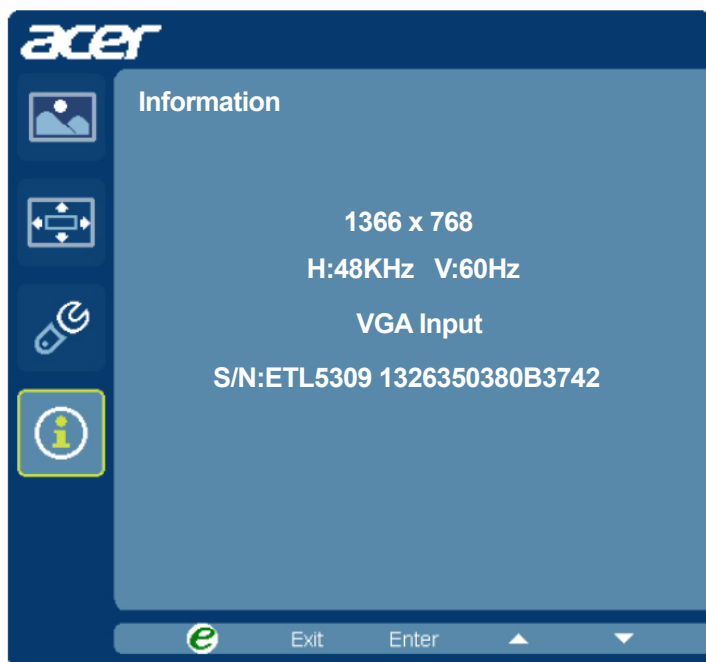 acer
Information
1366 x 768
H:48KHz V:60Hz
VGA Input
S/N:ETL5309 1326350380B3742
e Exit Enter